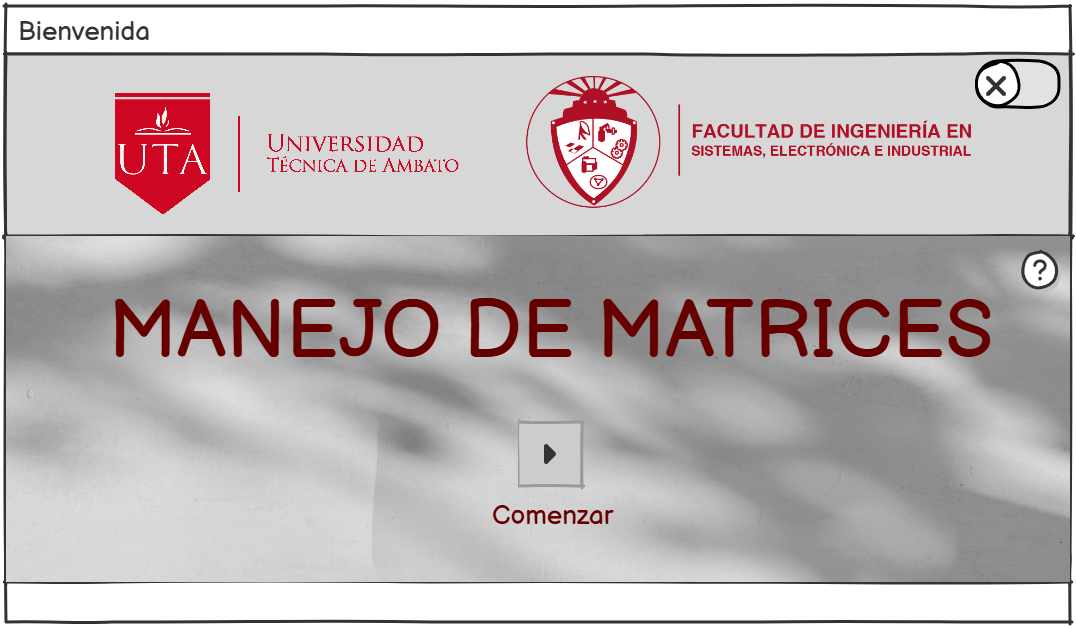 Bienvenida
UTA
UNIVERSIDAD
TÉCNICA DE AMBATO
FACULTAD DE INGENIERÍA EN
SISTEMAS, ELECTRÓNICA E INDUSTRIAL
?
MANEJO DE MATRICES
Comenzar